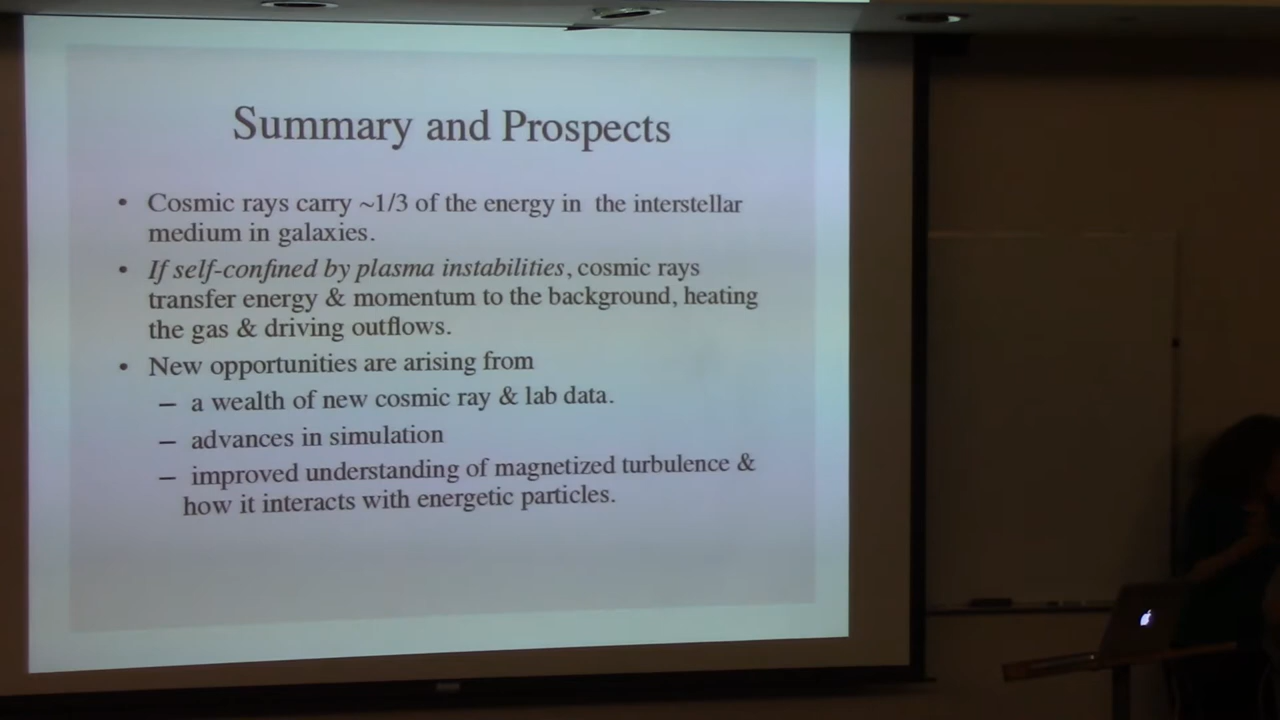 Summary and Prospects
• Cosmic rays carry ~1/3 of the energy in the interstellar
medium in galaxies.
• If self-confined by plasma instabilities, cosmic rays
transfer energy & momentum to the background, heating
the gas & driving outflows.
• New opportunities are arising from
– a wealth of new cosmic ray & lab data.
– advances in simulation
– improved understanding of magnetized turbulence &
how it interacts with energetic particles.